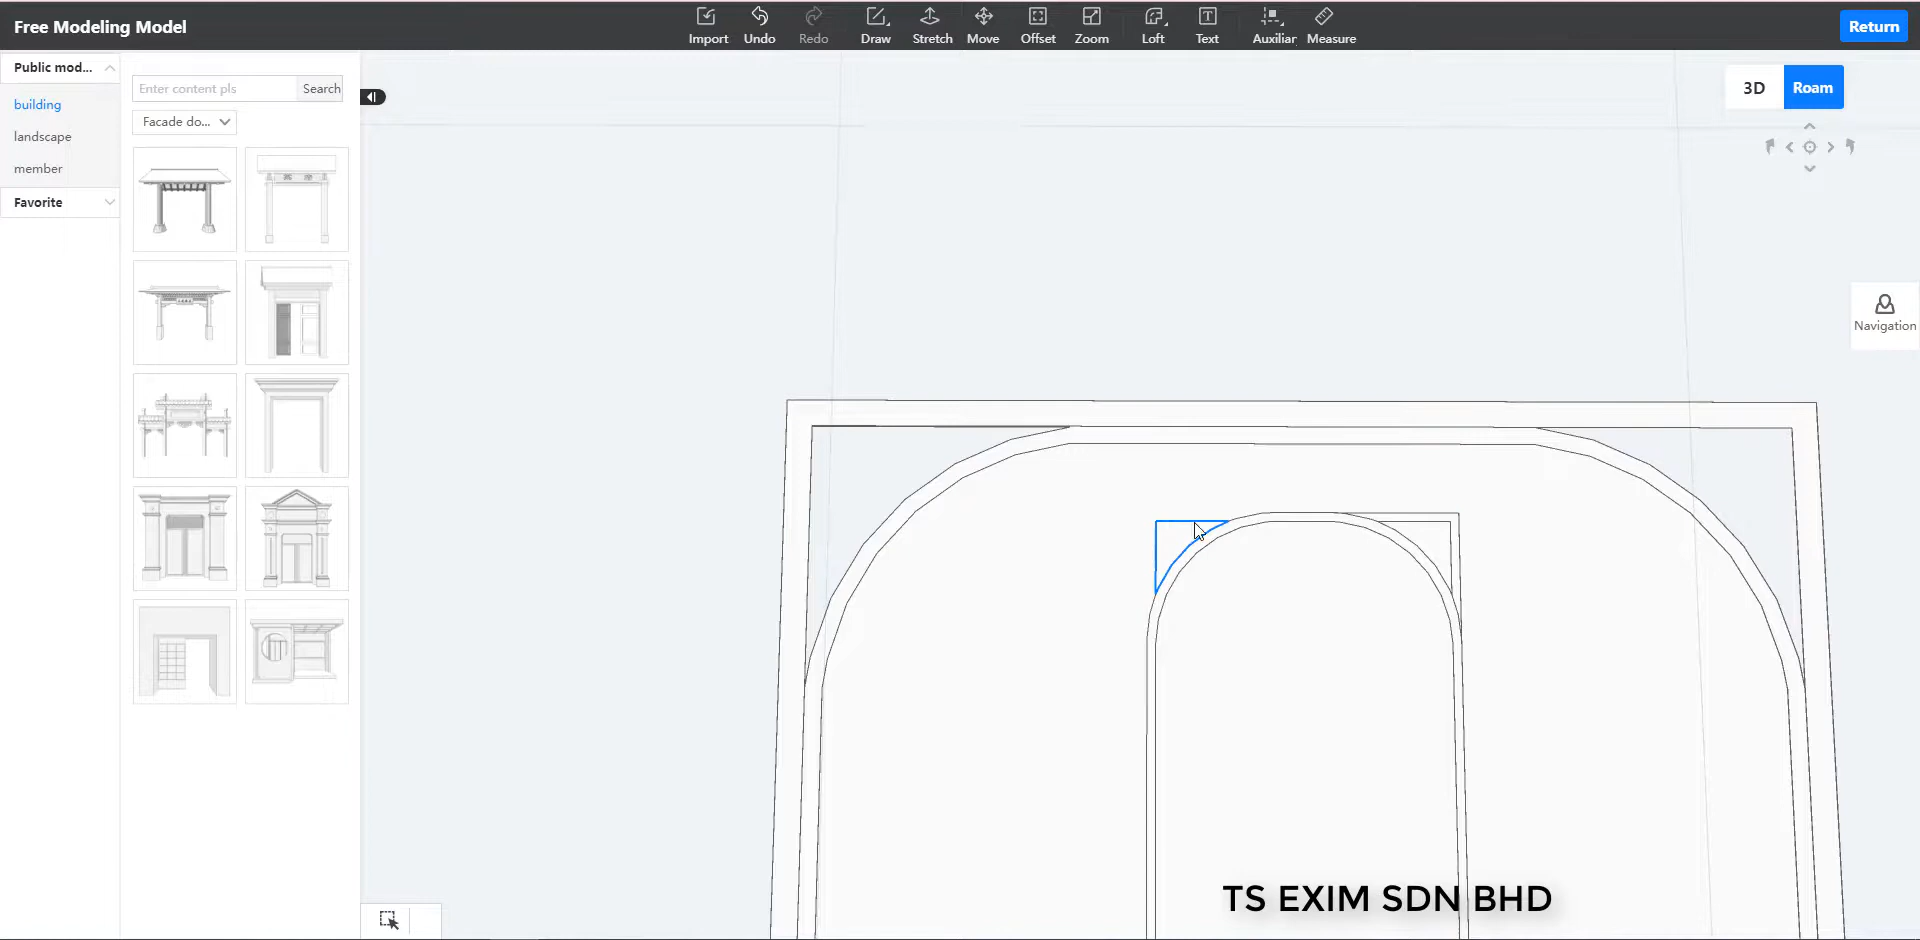 Free Modeling Model
Import
Undo
Redo
Draw
Stretch
Move
Offset
Zoom
Loft
Text
Auxiliar
Measure
Return
Public mod...
building
landscape
member
Favorite
Enter content pls
Search
Facade do...
3D
Roam
Navigation
TS EXIM SDN BHD